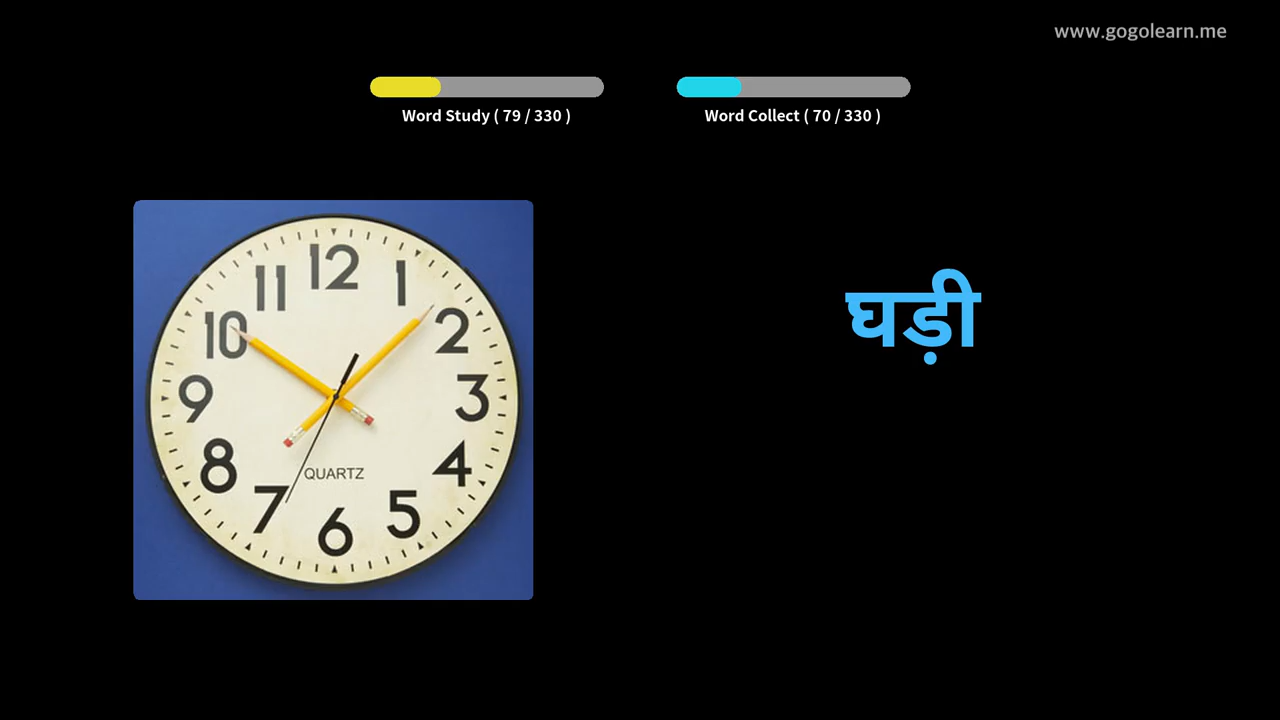 www.gogolearn.me
Word Study ( 79 / 330 )
Word Collect ( 70 / 330 )
12
11
1
10
2
9
3
8
4
QUARTZ
7
5
6
घड़ी